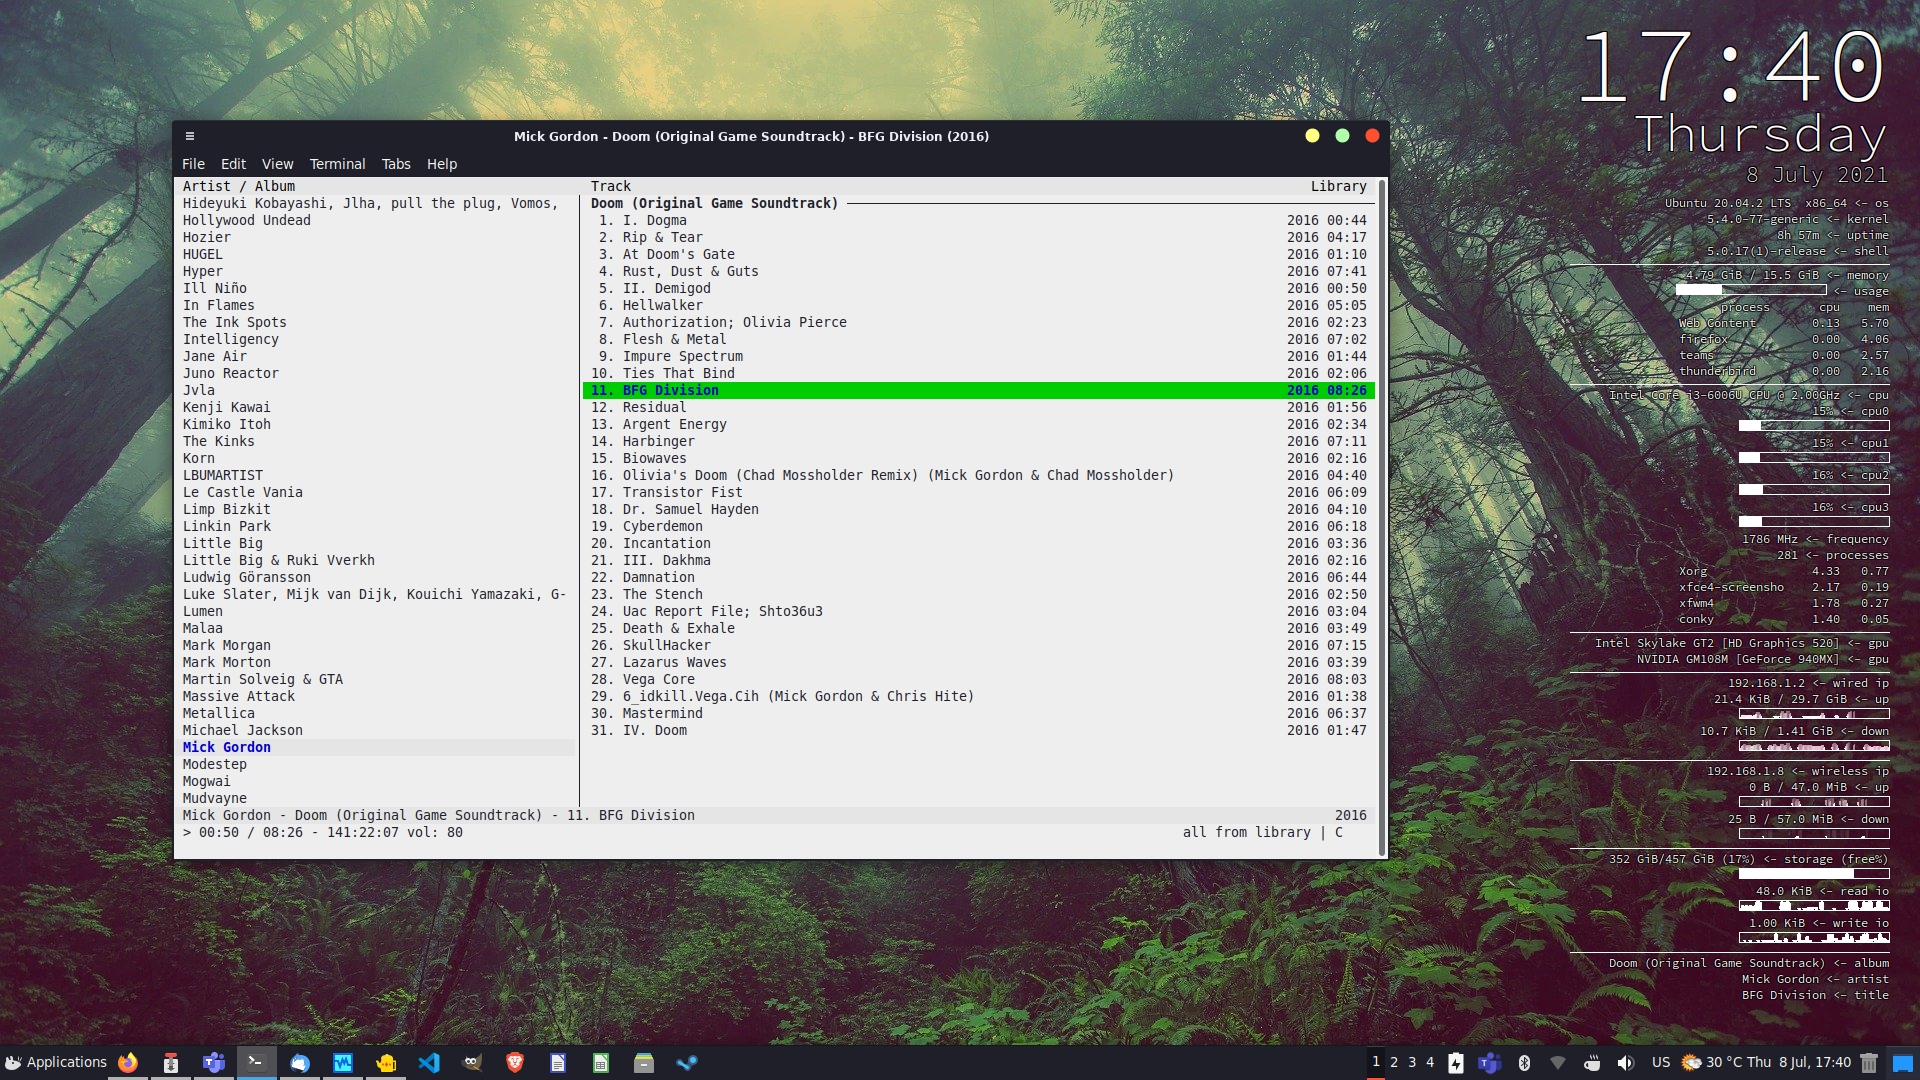 Mick Gordon - Doom (Original Game Soundtrack) - BFG Division (2016)
File Edit View Terminal Tabs Help
Artist / Album
Hideyuki Kobayashi, Jlha, pull the plug, Vomos,
Hollywood Undead
Hozier
HUGEL
Hyper
Ill Niño
In Flames
The Ink Spots
Intelligency
Jane Air
Juno Reactor
Jvla
Kenji Kawai
Kimiko Itoh
The Kinks
Korn
LBUMARTIST
Le Castle Vania
Limp Bizkit
Linkin Park
Little Big
Little Big & Ruki Vverkh
Ludwig Göransson
Luke Slater, Mijk van Dijk, Kouichi Yamazaki, G-
Lumen
Malaa
Mark Morgan
Mark Morton
Martin Solveig & GTA
Massive Attack
Metallica
Michael Jackson
Mick Gordon
Modestep
Mogwai
Mudvayne
Track Library
Doom (Original Game Soundtrack)
1. I. Dogma 2016 00:44
2. Rip & Tear 2016 04:17
3. At Doom's Gate 2016 01:10
4. Rust, Dust & Guts 2016 07:41
5. II. Demigod 2016 00:50
6. Hellwalker 2016 05:05
7. Authorization; Olivia Pierce 2016 02:23
8. Flesh & Metal 2016 07:02
9. Impure Spectrum 2016 01:44
10. Ties That Bind 2016 02:06
11. BFG Division 2016 08:26
12. Residual 2016 01:56
13. Argent Energy 2016 02:34
14. Harbinger 2016 07:11
15. Biowaves 2016 02:16
16. Olivia's Doom (Chad Mossholder Remix) (Mick Gordon & Chad Mossholder) 2016 04:40
17. Transistor Fist 2016 06:09
18. Dr. Samuel Hayden 2016 04:10
19. Cyberdemon 2016 06:18
20. Incantation 2016 03:36
21. III. Dakhma 2016 02:16
22. Damnation 2016 06:44
23. The Stench 2016 02:50
24. Uac Report File; Shto36u3 2016 03:04
25. Death & Exhale 2016 03:49
26. SkullHacker 2016 07:15
27. Lazarus Waves 2016 03:39
28. Vega Core 2016 08:03
29. 6_idkill.Vega.Cih (Mick Gordon & Chris Hite) 2016 01:38
30. Mastermind 2016 06:37
31. IV. Doom 2016 01:47
Mick Gordon - Doom (Original Game Soundtrack) - 11. BFG Division 2016
> 00:50 / 08:26 - 141:22:07 vol: 80 all from library | C
17:40
Thursday
8 July 2021
Ubuntu 20.04.2 LTS x86_64 <- os
5.4.0-77-generic <- kernel
8h 57m <- uptime
5.0.17(1)-release <- shell
4.79 GiB / 15.5 GiB <- memory
<- usage
process cpu mem
Web Content 0.13 5.70
firefox 0.00 4.06
teams 0.00 2.57
thunderbird 0.00 2.16
Intel Core i3-6006U CPU @ 2.00GHz <- cpu
15% <- cpu0
15% <- cpu1
16% <- cpu2
16% <- cpu3
1786 MHz <- frequency
281 <- processes
Xorg 4.33 0.77
xfce4-screensho 2.17 0.19
xfwm4 1.78 0.27
conky 1.40 0.05
Intel Skylake GT2 [HD Graphics 520] <- gpu
NVIDIA GM108M [GeForce 940MX] <- gpu
192.168.1.2 <- wired ip
21.4 KiB / 29.7 GiB <- up
10.7 KiB / 1.41 GiB <- down
192.168.1.8 <- wireless ip
0 B / 47.0 MiB <- up
25 B / 57.0 MiB <- down
352 GiB/457 GiB (17%) <- storage (free%)
48.0 KiB <- read io
1.00 KiB <- write io
Doom (Original Game Soundtrack) <- album
Mick Gordon <- artist
BFG Division <- title
Applications 1 2 3 4 US 30 °C Thu 8 Jul, 17:40